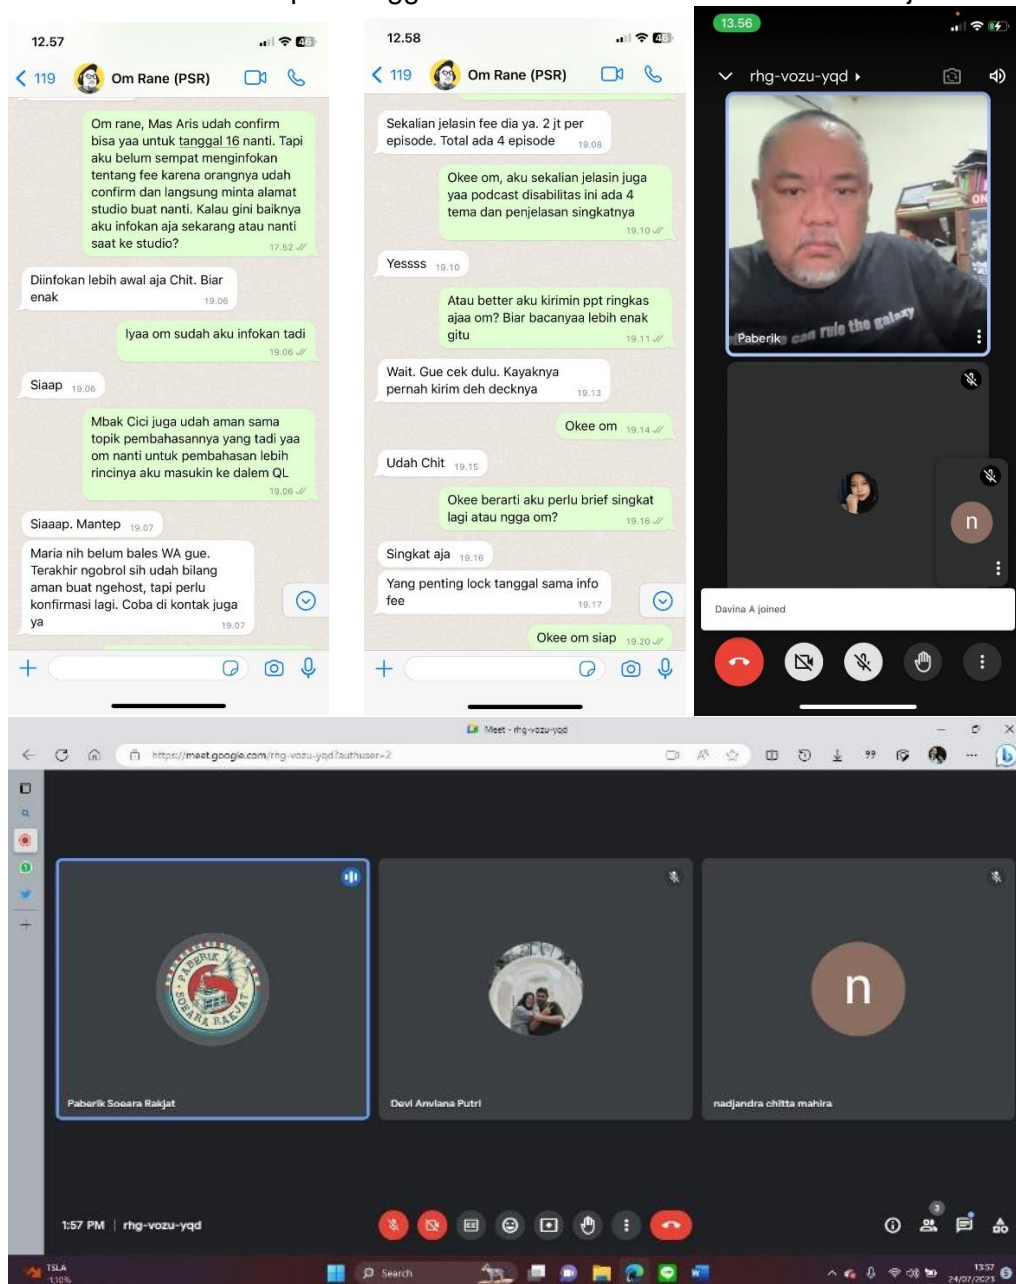 12.57
119
Om Rane (PSR)
Om rane, Mas Aris udah confirm
bisa yaa untuk tanggal 16 nanti. Tapi
aku belum sempat menginfokan
tentang fee karena orangnya udah
confirm dan langsung minta alamat
studio buat nanti. Kalau gini baiknya
aku infokan aja sekarang atau nanti
saat ke studio?
17.52
Diinfokan lebih awal aja Chit. Biar
enak
19.06
Iyaa om sudah aku infokan tadi
19.06
Siaap
19.06
Mbak Cici juga udah aman sama
topik pembahasannya yang tadi yaa
om nanti untuk pembahasan lebih
rincinya aku masukin ke dalem QL
19.06
Siaaap. Mantep
19.07
Maria nih belum bales WA gue.
Terakhir ngobrol sih udah bilang
aman buat ngehost, tapi perlu
konfirmasi lagi. Coba di kontak juga
ya
19.07
12.58
119
Om Rane (PSR)
Sekalian jelasin fee dia ya. 2 jt per
episode. Total ada 4 episode
19.08
Okee om, aku sekalian jelasin juga
yaa podcast disabilitas ini ada 4
tema dan penjelasan singkatnya
19.10
Yessss
19.10
Atau better aku kirimin ppt ringkas
ajaa om? Biar bacanyaa lebih enak
gitu
19.11
Wait. Gue cek dulu. Kayaknya
pernah kirim deh decknya
19.13
Okee om
19.14
Udah Chit
19.15
Okee berarti aku perlu brief singkat
lagi atau ngga om?
19.16
Singkat aja
19.16
Yang penting lock tanggal sama info
fee
19.17
Okee om siap
19.20
13.56
rhg-vozu-yqd
can rule the galaxy
Paberik
n
Davina A joined
Meet - rhg-vozu-yqd
https://meet.google.com/rhg-vozu-yqd?authuser=2
PABERIK
SOEARA RAKJAT
Paberik Soeara Rakjat
Devi Anviana Putri
n
nadjandra chitta mahira
1:57 PM | rhg-vozu-yqd
3
TSLA
-1,10%
Search
13:57
24/07/2023